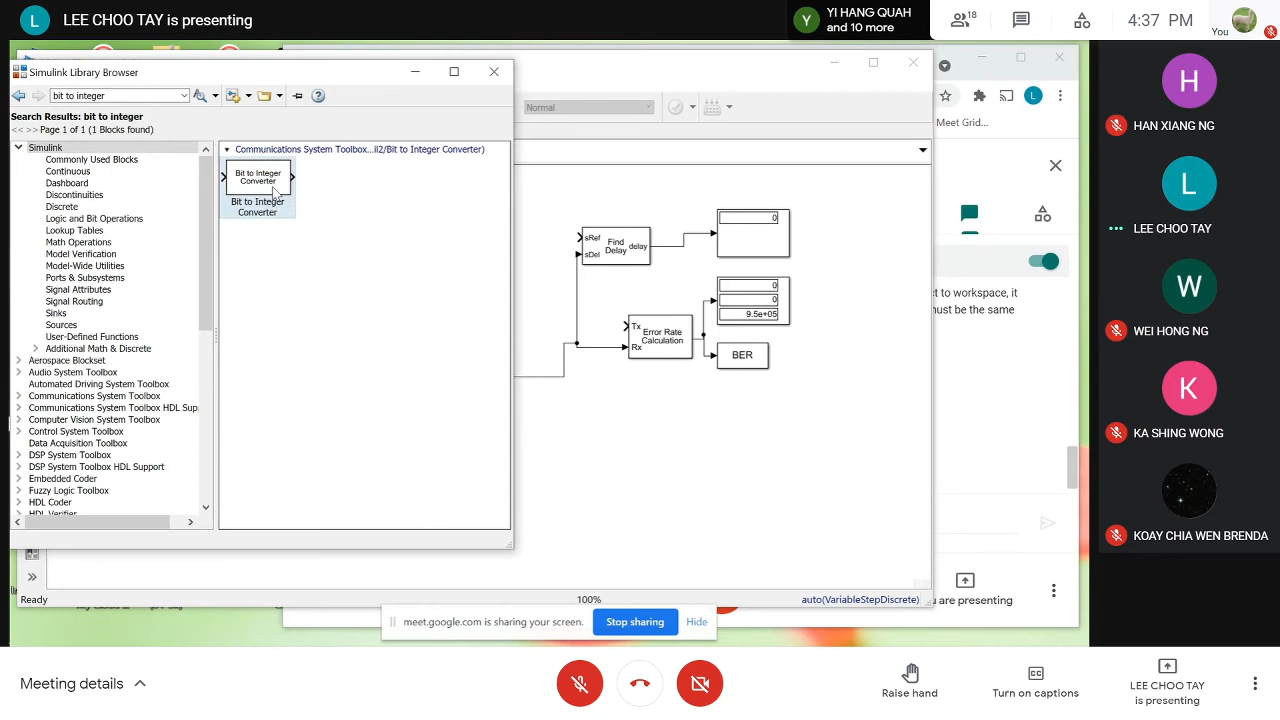 L
LEE CHOO TAY is presenting
Y
YI HANG QUAH
and 10 more
18
4:37 PM
You
Simulink Library Browser
bit to integer
Search Results: bit to integer
<< >> Page 1 of 1 (1 Blocks found)
Simulink
Commonly Used Blocks
Continuous
Dashboard
Discontinuities
Discrete
Logic and Bit Operations
Lookup Tables
Math Operations
Model Verification
Model-Wide Utilities
Ports & Subsystems
Signal Attributes
Signal Routing
Sinks
Sources
User-Defined Functions
Additional Math & Discrete
Aerospace Blockset
Audio System Toolbox
Automated Driving System Toolbox
Communications System Toolbox
Communications System Toolbox HDL Supp
Computer Vision System Toolbox
Control System Toolbox
Data Acquisition Toolbox
DSP System Toolbox
DSP System Toolbox HDL Support
Embedded Coder
Fuzzy Logic Toolbox
HDL Coder
HDL Verifier
Communications System Toolbox...il2/Bit to Integer Converter)
Bit to Integer
Converter
Bit to Integer
Converter
Normal
sRef
sDel
Find
Delay
delay
0
Tx
Rx
Error Rate
Calculation
0
0
9.5e+05
BER
Ready
100%
auto(VariableStepDiscrete)
L
Meet Grid...
ct to workspace, it
must be the same
u are presenting
meet.google.com is sharing your screen.
Stop sharing
Hide
H
HAN XIANG NG
L
LEE CHOO TAY
W
WEI HONG NG
K
KA SHING WONG
KOAY CHIA WEN BRENDA
Meeting details
Raise hand
Turn on captions
LEE CHOO TAY
is presenting